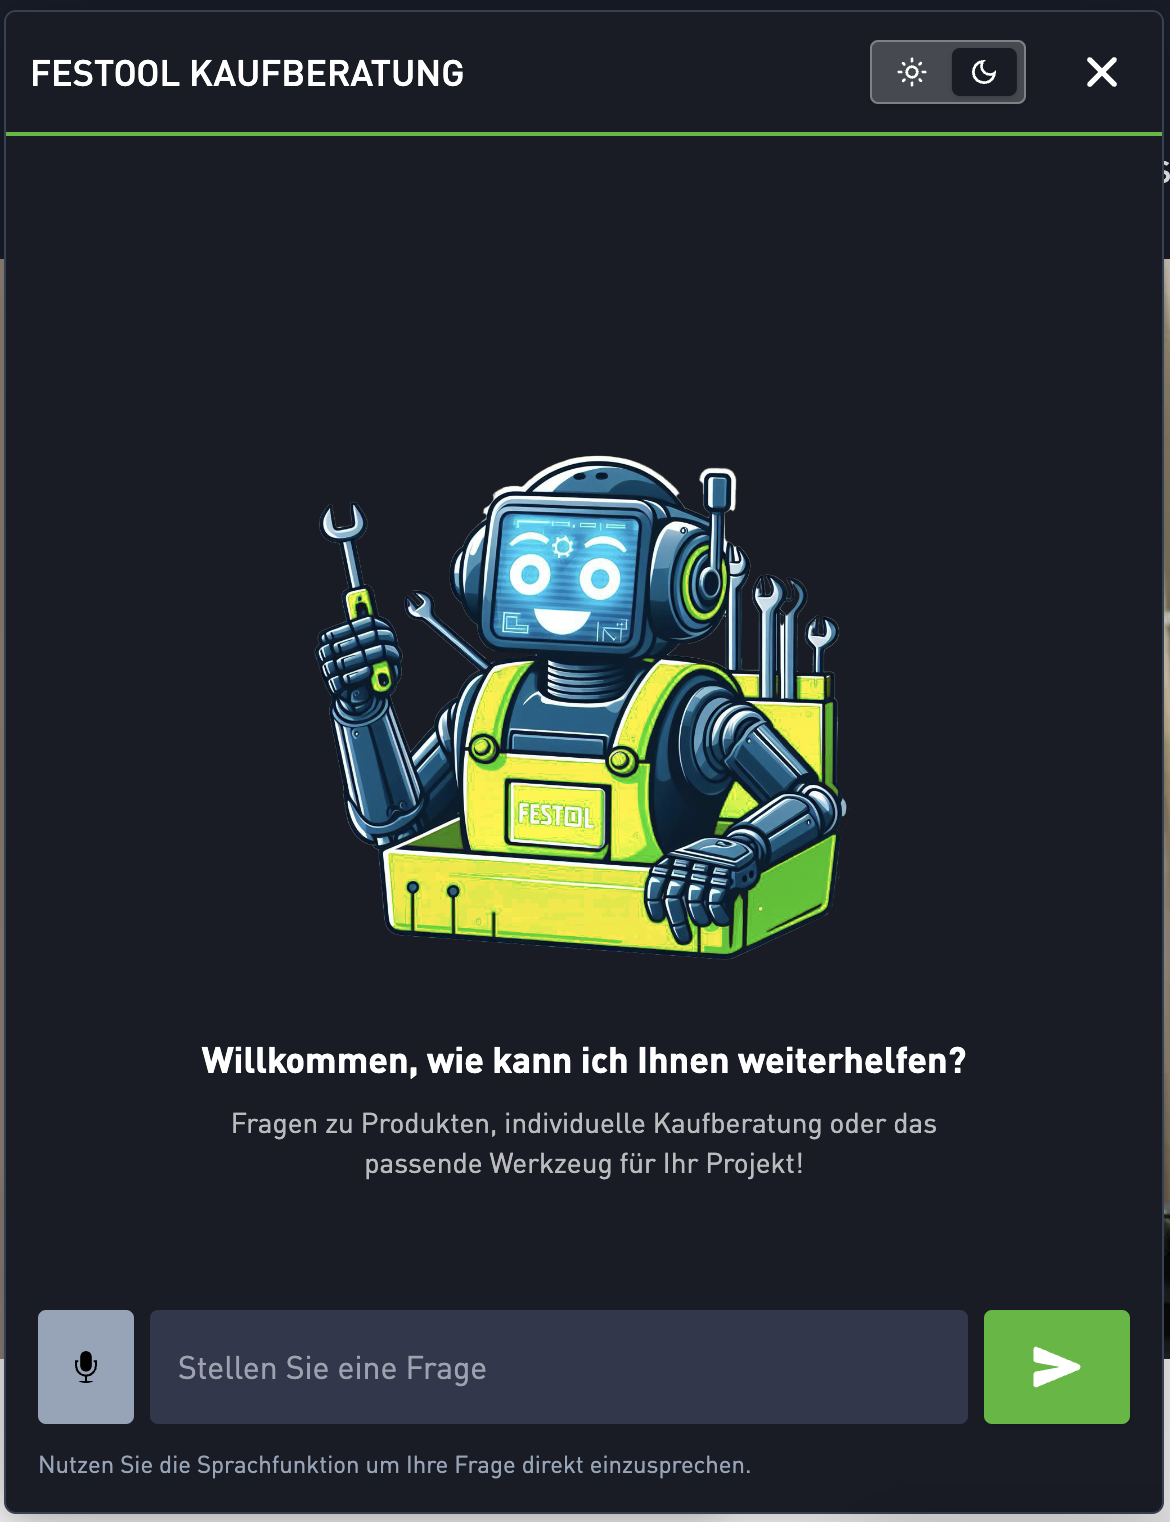 FESTOOL KAUFBERATUNG
FESTOL
Willkommen, wie kann ich Ihnen weiterhelfen?
Fragen zu Produkten, individuelle Kaufberatung oder das
passende Werkzeug für Ihr Projekt!
Stellen Sie eine Frage
Nutzen Sie die Sprachfunktion um Ihre Frage direkt einzusprechen.